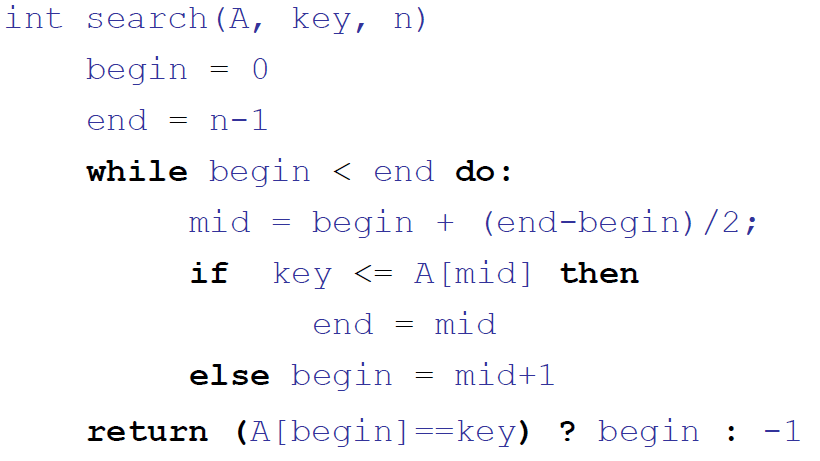 int search(A, key, n)
begin = 0
end = n-1
while begin < end do:
mid = begin + (end-begin)/2;
if key <= A[mid] then
end = mid
else begin = mid+1
return (A[begin]==key) ? begin : -1